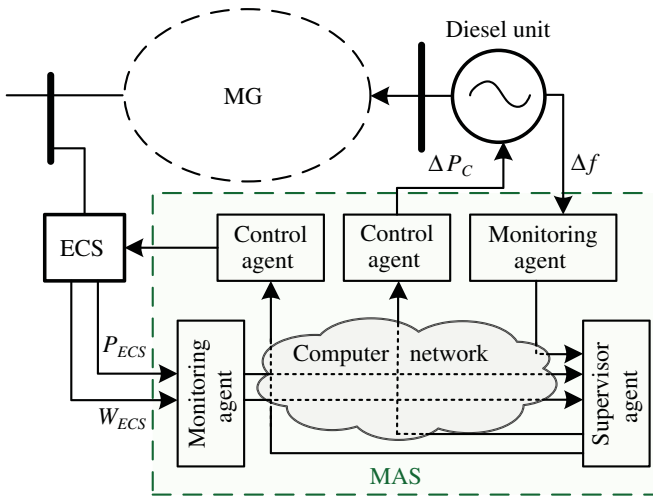 Diesel unit
MG
ΔP_C
Δf
ECS
Control
agent
Control
agent
Monitoring
agent
P_ECS
W_ECS
Monitoring
agent
Computer network
Supervisor
agent
MAS